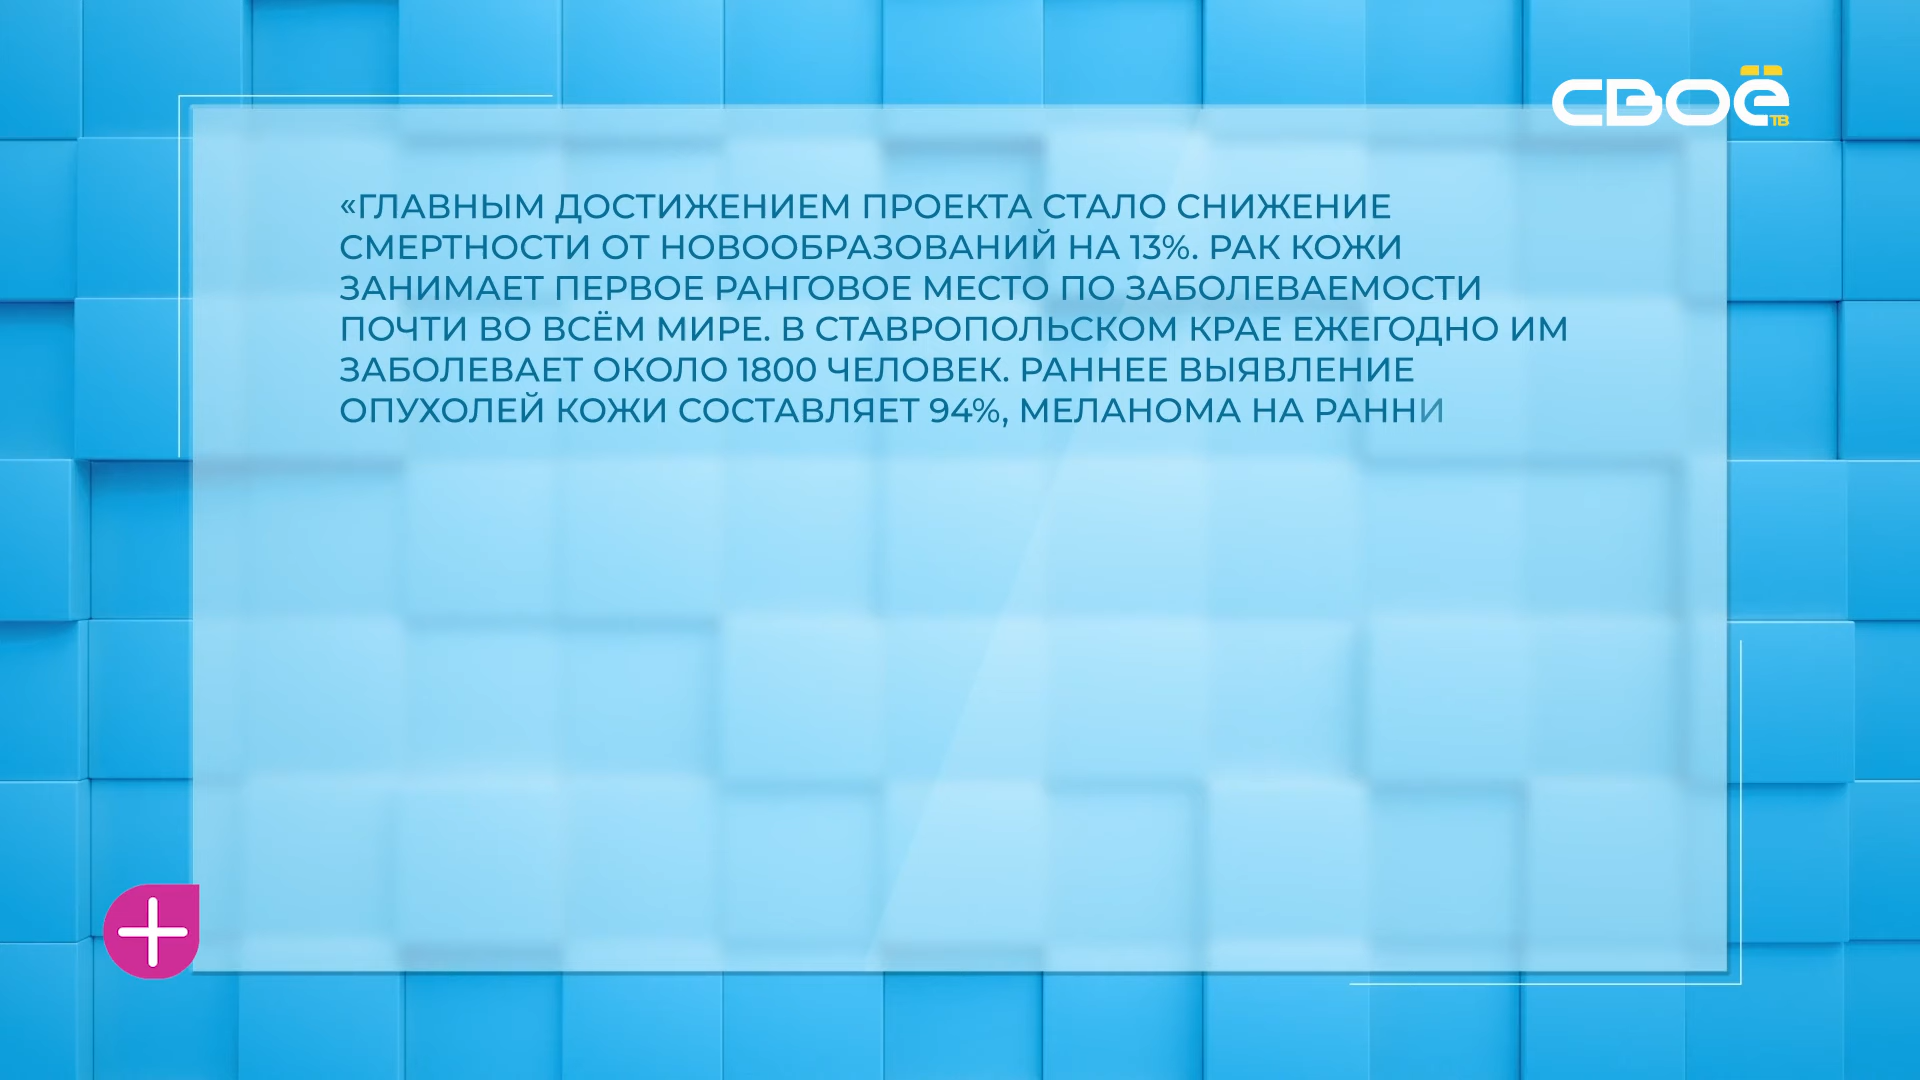 СВОЁ
ТВ
«ГЛАВНЫМ ДОСТИЖЕНИЕМ ПРОЕКТА СТАЛО СНИЖЕНИЕ
СМЕРТНОСТИ ОТ НОВООБРАЗОВАНИЙ НА 13%. РАК КОЖИ
ЗАНИМАЕТ ПЕРВОЕ РАНГОВОЕ МЕСТО ПО ЗАБОЛЕВАЕМОСТИ
ПОЧТИ ВО ВСЁМ МИРЕ. В СТАВРОПОЛЬСКОМ КРАЕ ЕЖЕГОДНО ИМ
ЗАБОЛЕВАЕТ ОКОЛО 1800 ЧЕЛОВЕК. РАННЕЕ ВЫЯВЛЕНИЕ
ОПУХОЛЕЙ КОЖИ СОСТАВЛЯЕТ 94%, МЕЛАНОМА НА РАННИ